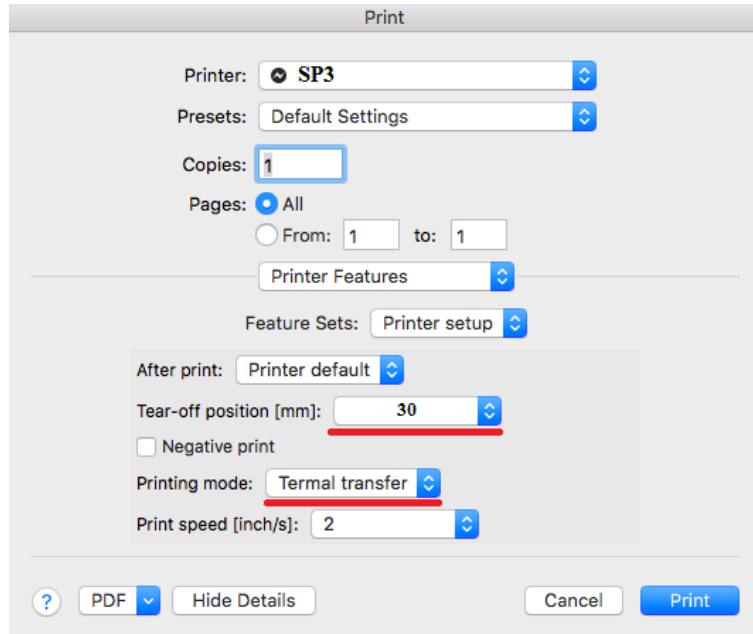 Print
Printer: SP3
Presets: Default Settings
Copies: 1
Pages: All
From: 1 to: 1
Printer Features
Feature Sets: Printer setup
After print: Printer default
Tear-off position [mm]: 30
Negative print
Printing mode: Termal transfer
Print speed [inch/s]: 2
? PDF Hide Details Cancel Print